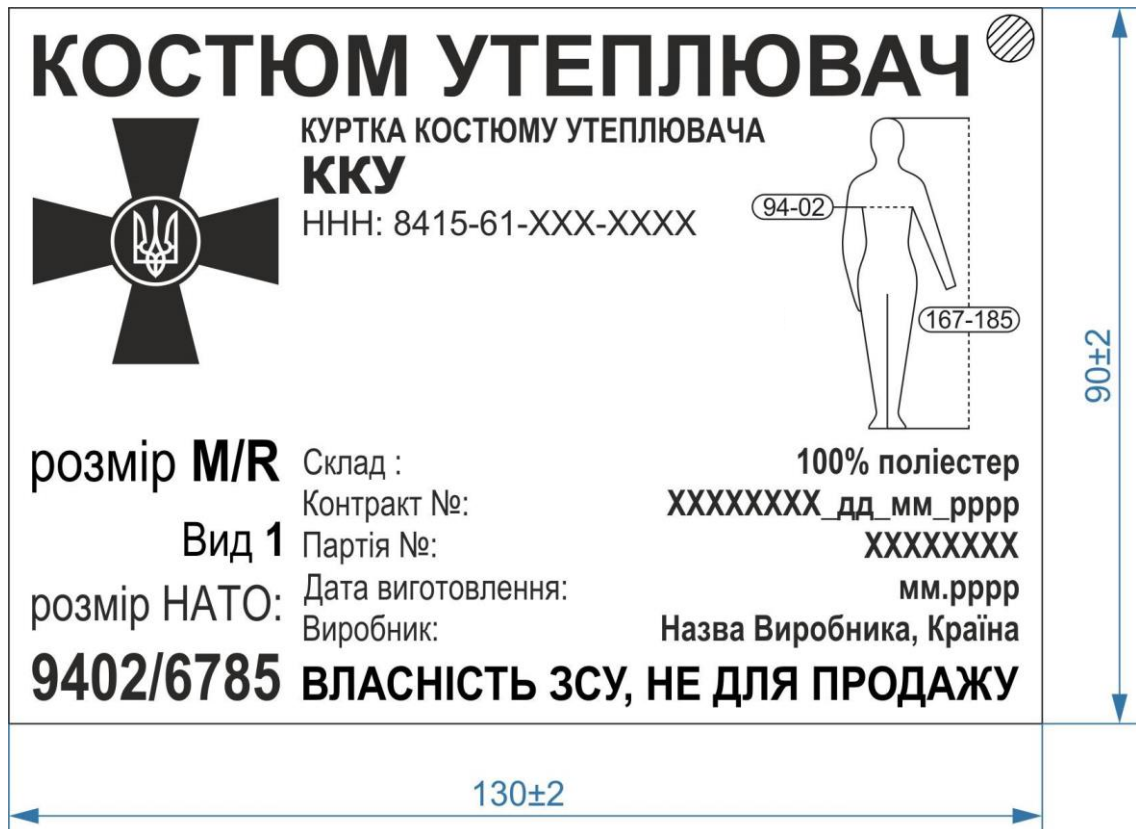 КОСТЮМ УТЕПЛЮВАЧ
КУРТКА КОСТЮМУ УТЕПЛЮВАЧА
ККУ
ННН: 8415-61-XXX-XXXX
94-02
167-185
90±2
розмір M/R
Вид 1
розмір НАТО:
9402/6785
Склад : 100% поліестер
Контракт №: XXXXXXXX_дд_мм_рррр
Партія №: XXXXXXXX
Дата виготовлення: мм.рррр
Виробник: Назва Виробника, Країна
ВЛАСНІСТЬ ЗСУ, НЕ ДЛЯ ПРОДАЖУ
130±2